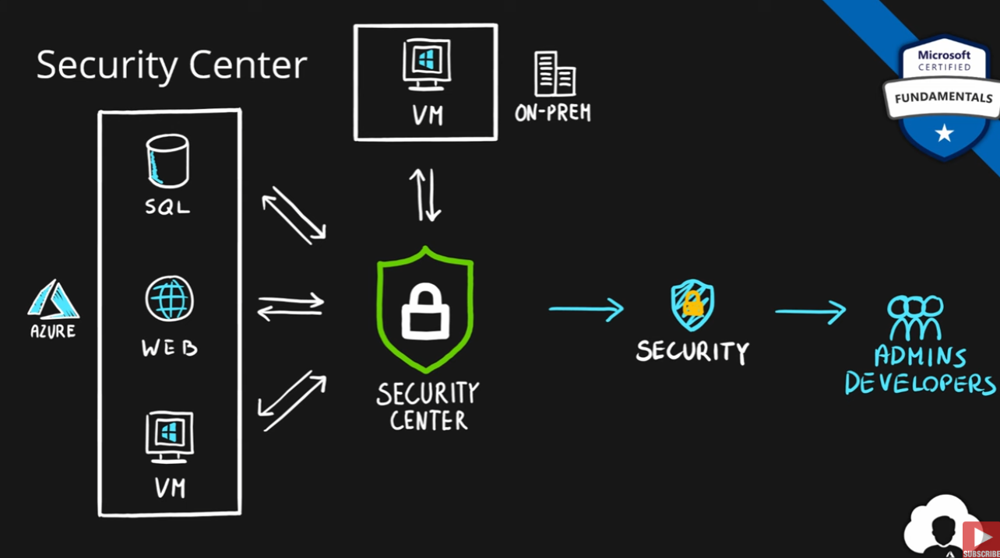 Security Center
VM
ON-PREM
Microsoft
CERTIFIED
FUNDAMENTALS
SQL
AZURE
WEB
VM
SECURITY
CENTER
SECURITY
ADMINS
DEVELOPERS
SUBSCRIBE